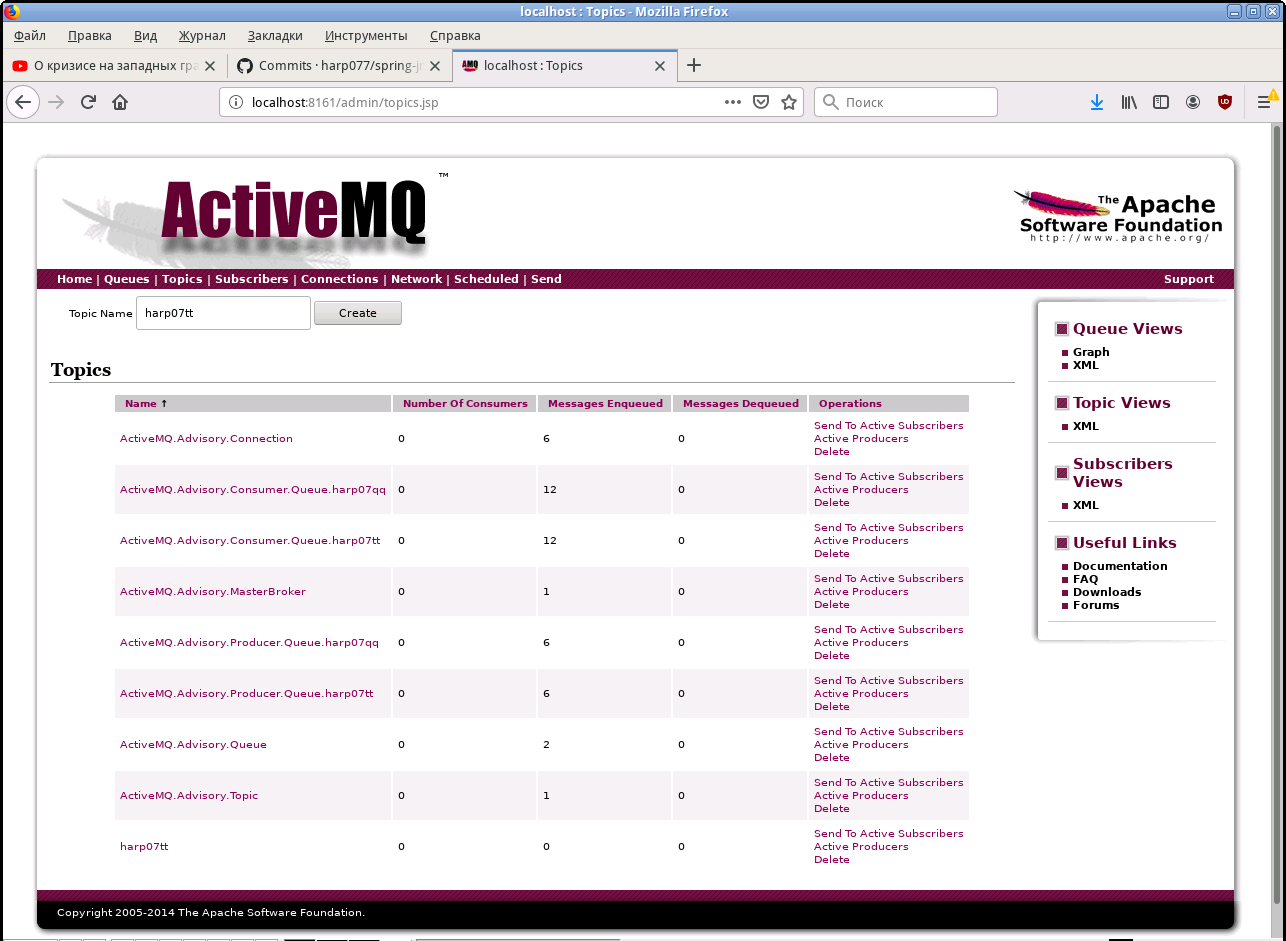 localhost : Topics - Mozilla Firefox
Файл Правка Вид Журнал Закладки Инструменты Справка
О кризисе на западных гра
Commits · harp077/spring-j
localhost : Topics
localhost:8161/admin/topics.jsp
Поиск
ActiveMQ™
The Apache
Software Foundation
http://www.apache.org/
Home | Queues | Topics | Subscribers | Connections | Network | Scheduled | Send
Support
Topic Name harp07tt Create
Topics
Name ↑ Number Of Consumers Messages Enqueued Messages Dequeued Operations
Send To Active Subscribers
ActiveMQ.Advisory.Connection 0 6 0 Active Producers
Delete
Send To Active Subscribers
ActiveMQ.Advisory.Consumer.Queue.harp07qq 0 12 0 Active Producers
Delete
Send To Active Subscribers
ActiveMQ.Advisory.Consumer.Queue.harp07tt 0 12 0 Active Producers
Delete
Send To Active Subscribers
ActiveMQ.Advisory.MasterBroker 0 1 0 Active Producers
Delete
Send To Active Subscribers
ActiveMQ.Advisory.Producer.Queue.harp07qq 0 6 0 Active Producers
Delete
Send To Active Subscribers
ActiveMQ.Advisory.Producer.Queue.harp07tt 0 6 0 Active Producers
Delete
Send To Active Subscribers
ActiveMQ.Advisory.Queue 0 2 0 Active Producers
Delete
Send To Active Subscribers
ActiveMQ.Advisory.Topic 0 1 0 Active Producers
Delete
Send To Active Subscribers
harp07tt 0 0 0 Active Producers
Delete
Queue Views
Graph
XML
Topic Views
XML
Subscribers
Views
XML
Useful Links
Documentation
FAQ
Downloads
Forums
Copyright 2005-2014 The Apache Software Foundation.